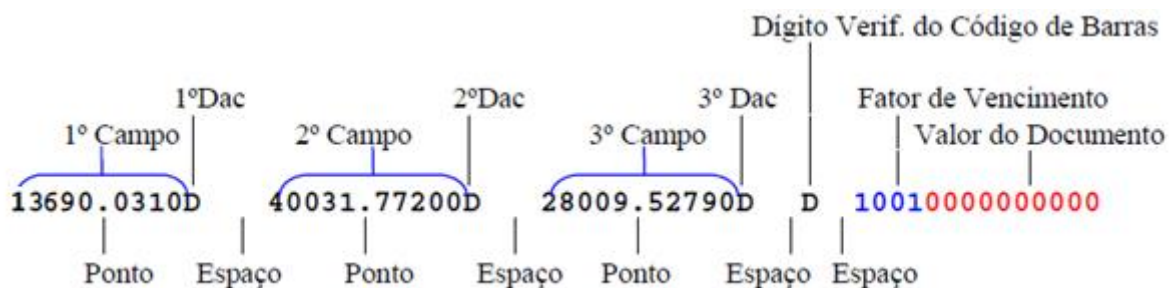 Dígito Verif. do Código de Barras
1ºDac 2ºDac 3º Dac Fator de Vencimento
1º Campo 2º Campo 3º Campo Valor do Documento
13690.0310D 40031.77200D 28009.52790D D 10010000000000
Ponto Espaço Ponto Espaço Ponto Espaço Espaço